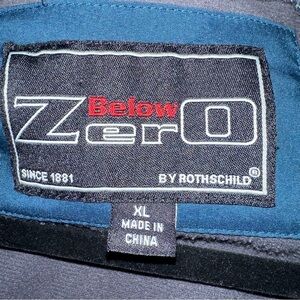 Below
ZerO
SINCE 1881
BY ROTHSCHILD®
XL
MADE IN
CHINA